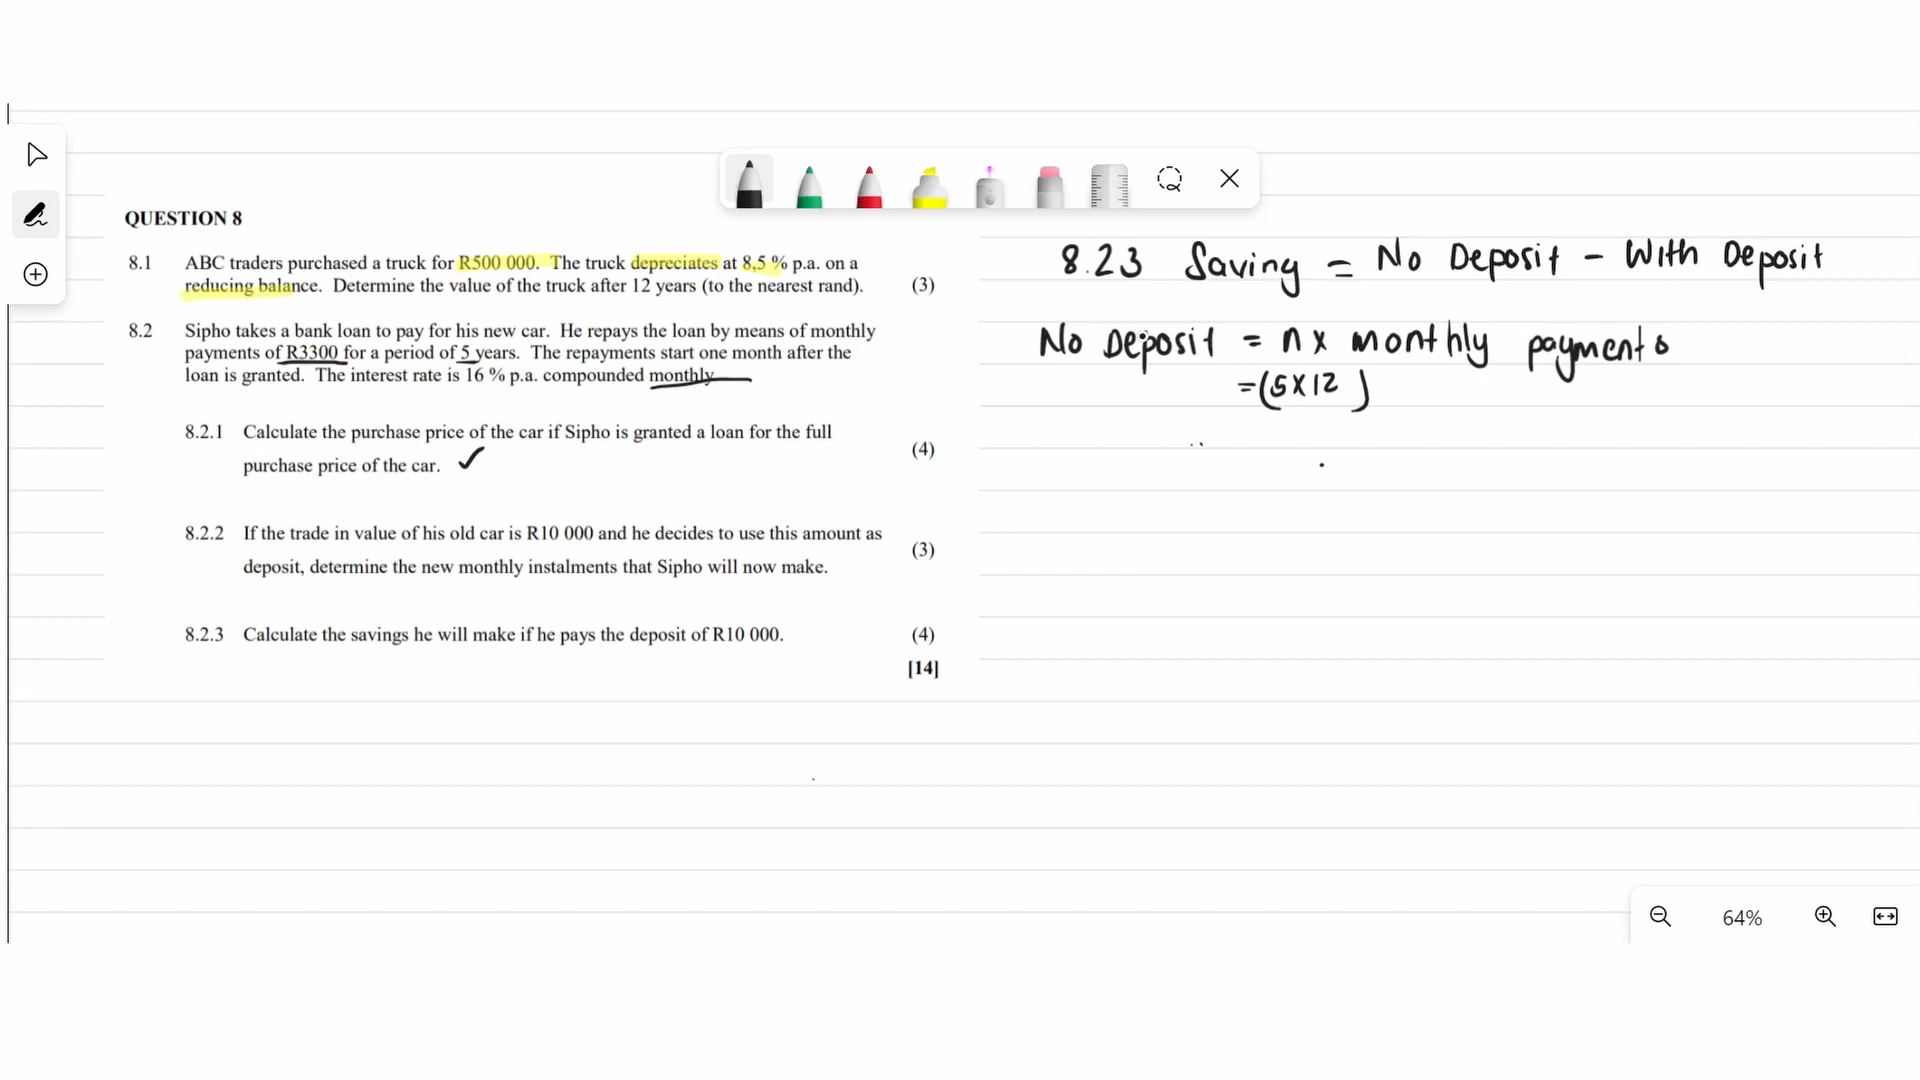 QUESTION 8
8.1 ABC traders purchased a truck for R500 000. The truck depreciates at 8,5 % p.a. on a
reducing balance. Determine the value of the truck after 12 years (to the nearest rand). (3)
8.2 Sipho takes a bank loan to pay for his new car. He repays the loan by means of monthly
payments of R3300 for a period of 5 years. The repayments start one month after the
loan is granted. The interest rate is 16 % p.a. compounded monthly
8.2.1 Calculate the purchase price of the car if Sipho is granted a loan for the full
purchase price of the car. ✓ (4)
8.2.2 If the trade in value of his old car is R10 000 and he decides to use this amount as
deposit, determine the new monthly instalments that Sipho will now make. (3)
8.2.3 Calculate the savings he will make if he pays the deposit of R10 000. (4)
[14]
8.23 Saving = No Deposit - With Deposit
No Deposit = n x monthly payments
=(5x12 )
64%